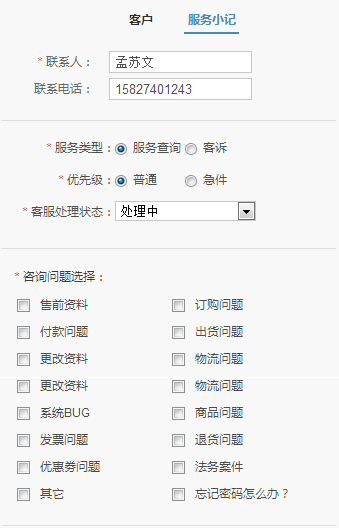 客户 服务小记
* 联系人： 孟苏文
联系电话： 15827401243
* 服务类型： 服务查询 客诉
* 优先级： 普通 急件
* 客服处理状态： 处理中
* 咨询问题选择：
售前资料 订购问题
付款问题 出货问题
更改资料 物流问题
更改资料 物流问题
系统BUG 商品问题
发票问题 退货问题
优惠券问题 法务案件
其它 忘记密码怎么办？